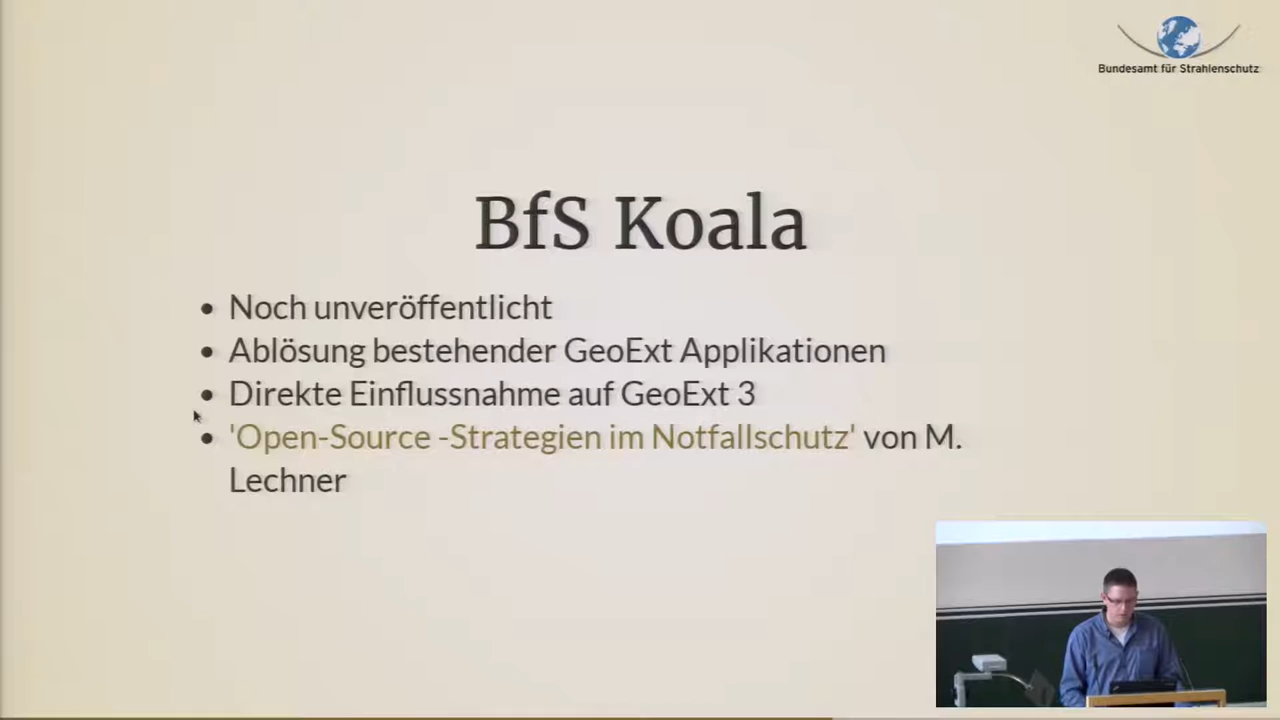 Bundesamt für Strahlenschutz
BfS Koala
Noch unveröffentlicht
Ablösung bestehender GeoExt Applikationen
Direkte Einflussnahme auf GeoExt 3
'Open-Source -Strategien im Notfallschutz' von M.
Lechner